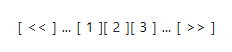 [ << ] ... [ 1 ][ 2 ][ 3 ] ... [ >> ]